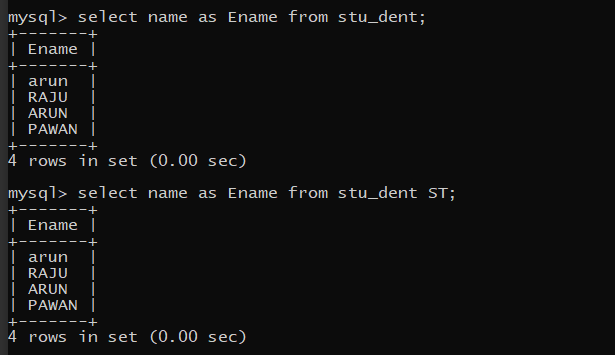 mysql> select name as Ename from stu_dent;
+-------+
| Ename |
+-------+
| arun  |
| RAJU  |
| ARUN  |
| PAWAN |
+-------+
4 rows in set (0.00 sec)
mysql> select name as Ename from stu_dent ST;
+-------+
| Ename |
+-------+
| arun  |
| RAJU  |
| ARUN  |
| PAWAN |
+-------+
4 rows in set (0.00 sec)